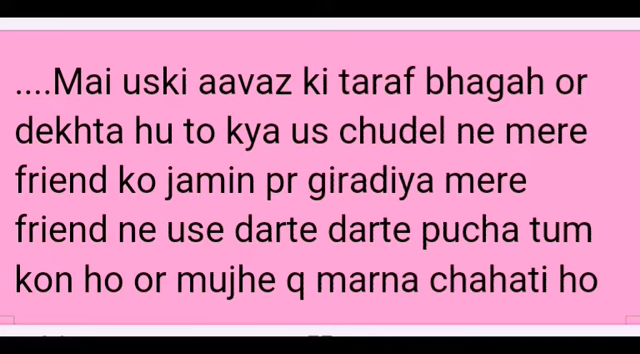 ....Mai uski aavaz ki taraf bhagah or
dekhta hu to kya us chudel ne mere
friend ko jamin pr giradiya mere
friend ne use darte darte pucha tum
kon ho or mujhe q marna chahati ho